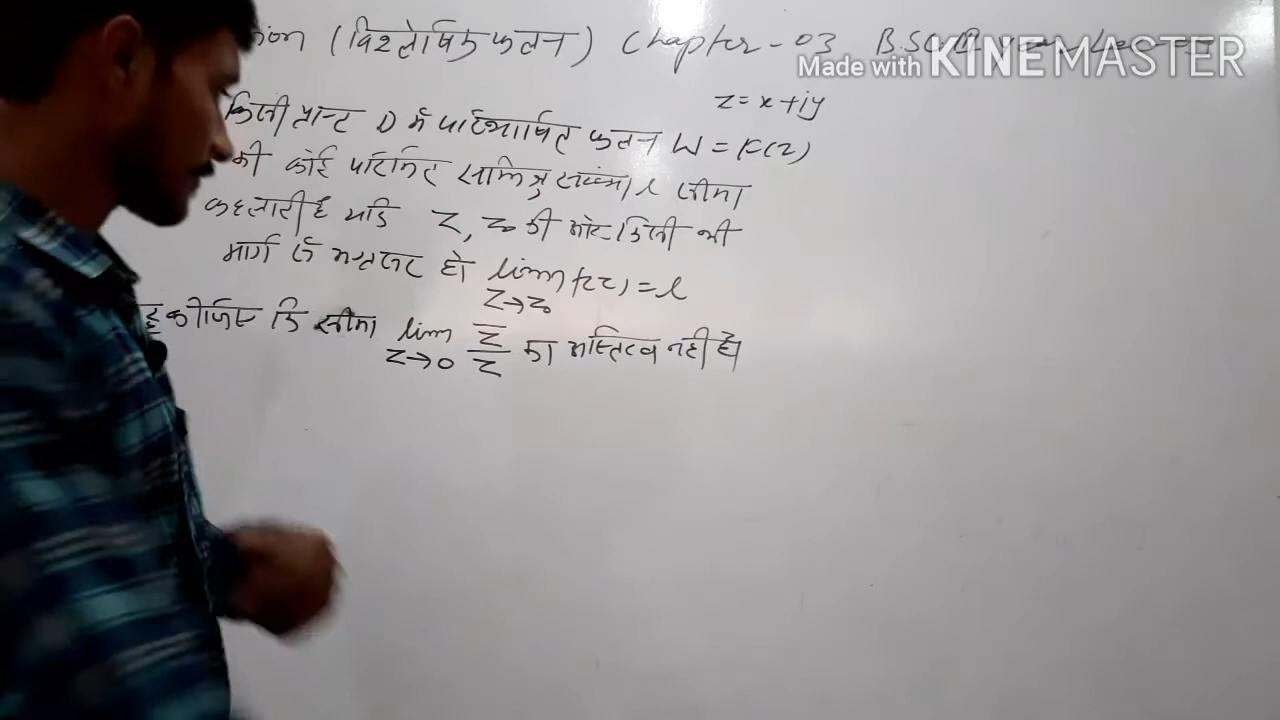 (विश्लेषिक फलन) Chapter-03
Made with KINEMASTER
z = x+iy
किसी प्रान्ट D में परिभाषित फलन W = F(z)
की कोई परिमित सम्मिश्र संख्या l सीमा
कहलाती है यदि z, z₀ की ओर किसी भी
मार्ग से अग्रसर हो lim f(z) = l
z→z₀
कीजिए कि सीमा lim z̅/z का अस्तित्व नही है।
z→0